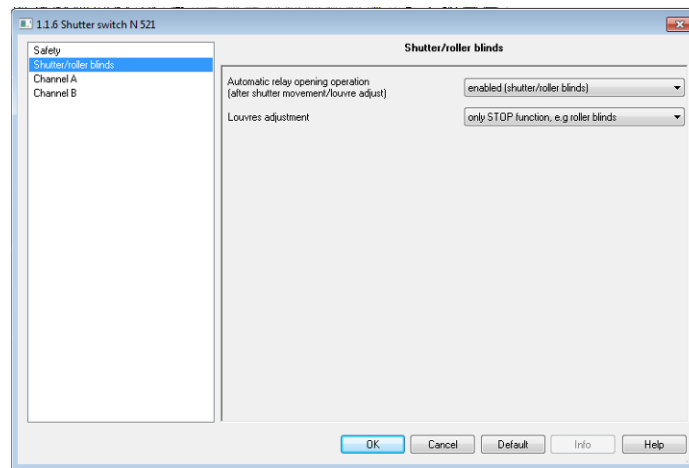 1.1.6 Shutter switch N 521
Safety
Shutter/roller blinds
Channel A
Channel B
Shutter/roller blinds
Automatic relay opening operation
(after shutter movement/louvre adjust)
enabled (shutter/roller blinds)
Louvres adjustment
only STOP function, e.g roller blinds
OK
Cancel
Default
Info
Help